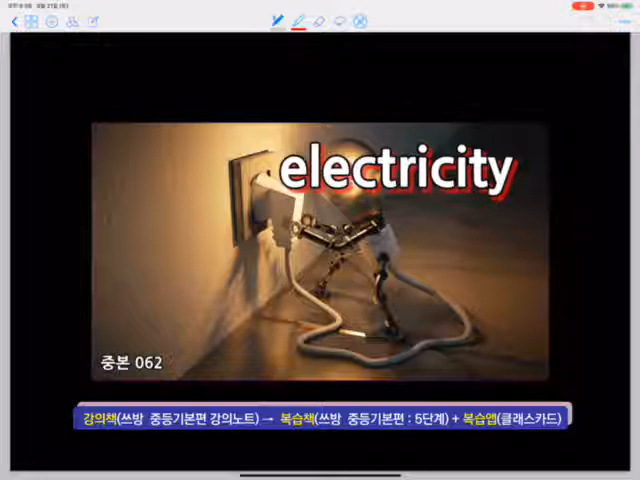 electricity
중본 062
강의책(쓰방 중등기본편 강의노트) → 복습책(쓰방 중등기본편 : 5단계) + 복습앱(클래스카드)